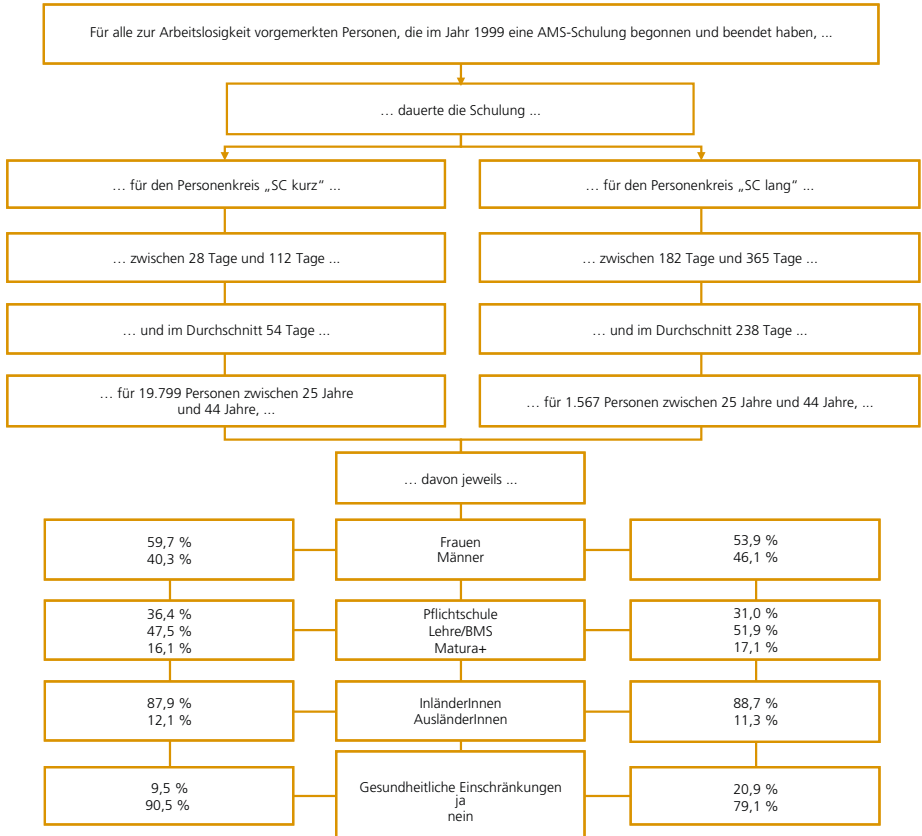 Für alle zur Arbeitslosigkeit vorgemerkten Personen, die im Jahr 1999 eine AMS-Schulung begonnen und beendet haben, ...
… dauerte die Schulung ...
… für den Personenkreis „SC kurz“ ...
… für den Personenkreis „SC lang“ ...
… zwischen 28 Tage und 112 Tage ...
… zwischen 182 Tage und 365 Tage ...
… und im Durchschnitt 54 Tage ...
… und im Durchschnitt 238 Tage ...
… für 19.799 Personen zwischen 25 Jahre
und 44 Jahre, ...
… für 1.567 Personen zwischen 25 Jahre und 44 Jahre, ...
… davon jeweils ...
59,7 %
40,3 %
Frauen
Männer
53,9 %
46,1 %
36,4 %
47,5 %
16,1 %
Pflichtschule
Lehre/BMS
Matura+
31,0 %
51,9 %
17,1 %
87,9 %
12,1 %
InländerInnen
AusländerInnen
88,7 %
11,3 %
9,5 %
90,5 %
Gesundheitliche Einschränkungen
ja
nein
20,9 %
79,1 %